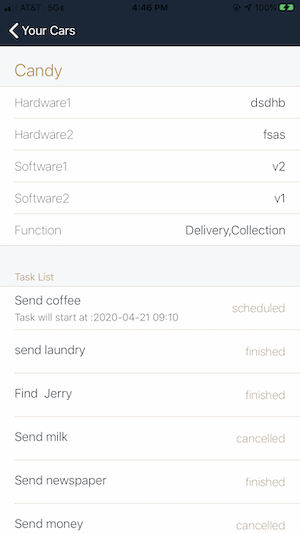 AT&T 5Ge 4:46 PM 100%
Your Cars
Candy
Hardware1 dsdhb
Hardware2 fsas
Software1 v2
Software2 v1
Function Delivery,Collection
Task List
Send coffee
scheduled
Task will start at :2020-04-21 09:10
send laundry finished
Find Jerry finished
Send milk cancelled
Send newspaper finished
Send money cancelled